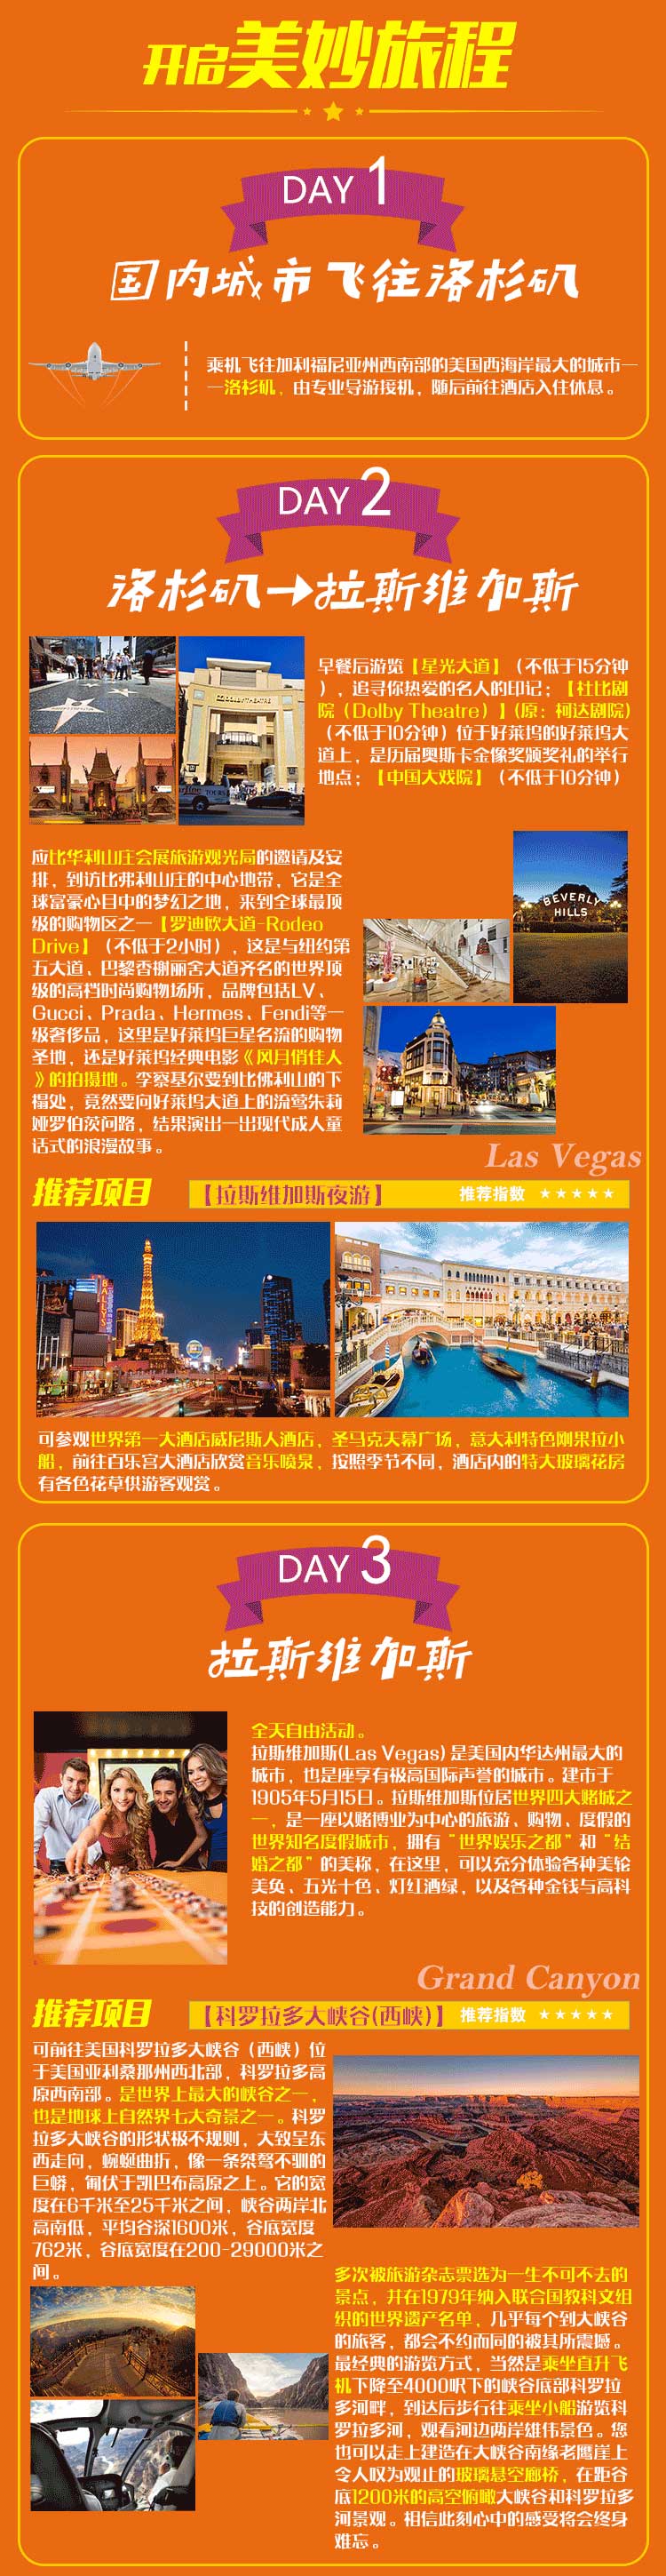 开启美妙旅程
DAY 1
国内城市飞往洛杉矶
乘机飞往加利福尼亚州西南部的美国西海岸最大的城市—
—洛杉矶，由专业导游接机，随后前往酒店入住休息。
DAY 2
洛杉矶→拉斯维加斯
早餐后游览【星光大道】（不低于15分钟
），追寻你热爱的名人的印记；【杜比剧
院（Dolby Theatre）】（原：柯达剧院）
（不低于10分钟）位于好莱坞的好莱坞大
道上，是历届奥斯卡金像奖颁奖礼的举行
地点；【中国大戏院】（不低于10分钟）
DOLBY THEATRE
TOURS
应比华利山庄会展旅游观光局的邀请及安
排，到访比弗利山庄的中心地带，它是全
球富豪心目中的梦幻之地，来到全球最顶
级的购物区之一【罗迪欧大道-Rodeo
Drive】（不低于2小时），这是与纽约第
五大道、巴黎香榭丽舍大道齐名的世界顶
级的高档时尚购物场所，品牌包括LV、
Gucci、Prada、Hermes、Fendi等一
级奢侈品，这里是好莱坞巨星名流的购物
圣地，还是好莱坞经典电影《风月俏佳人
》的拍摄地。李察基尔要到比佛利山的下
榻处，竟然要向好莱坞大道上的流莺朱莉
娅罗伯茨问路，结果演出一出现代成人童
话式的浪漫故事。
BEVERLY
HILLS
Las Vegas
推荐项目
【拉斯维加斯夜游】 推荐指数 ★★★★★
可参观世界第一大酒店威尼斯人酒店，圣马克天幕广场，意大利特色刚果拉小
船，前往百乐宫大酒店欣赏音乐喷泉，按照季节不同，酒店内的特大玻璃花房
有各色花草供游客观赏。
DAY 3
拉斯维加斯
全天自由活动。
拉斯维加斯(Las Vegas) 是美国内华达州最大的
城市，也是座享有极高国际声誉的城市。建市于
1905年5月15日。拉斯维加斯位居世界四大赌城之
一，是一座以赌博业为中心的旅游、购物、度假的
世界知名度假城市，拥有“世界娱乐之都”和“结
婚之都”的美称，在这里，可以充分体验各种美轮
美奂、五光十色、灯红酒绿，以及各种金钱与高科
技的创造能力。
Grand Canyon
推荐项目
【科罗拉多大峡谷(西峡)】 推荐指数 ★★★★★
可前往美国科罗拉多大峡谷（西峡）位
于美国亚利桑那州西北部，科罗拉多高
原西南部。是世界上最大的峡谷之一，
也是地球上自然界七大奇景之一。科罗
拉多大峡谷的形状极不规则，大致呈东
西走向，蜿蜒曲折，像一条桀骜不驯的
巨蟒，匍伏于凯巴布高原之上。它的宽
度在6千米至25千米之间，峡谷两岸北
高南低，平均谷深1600米，谷底宽度
762米，谷底宽度在200-29000米之
间。
多次被旅游杂志票选为一生不可不去的
景点，并在1979年纳入联合国教科文组
织的世界遗产名单，几乎每个到大峡谷
的旅客，都会不约而同的被其所震憾。
最经典的游览方式，当然是乘坐直升飞
机下降至4000呎下的峡谷底部科罗拉
多河畔，到达后步行往乘坐小船游览科
罗拉多河，观看河边两岸雄伟景色。您
也可以走上建造在大峡谷南缘老鹰崖上
令人叹为观止的玻璃悬空廊桥，在距谷
底1200米的高空俯瞰大峡谷和科罗拉多
河景观。相信此刻心中的感受将会终身
难忘。